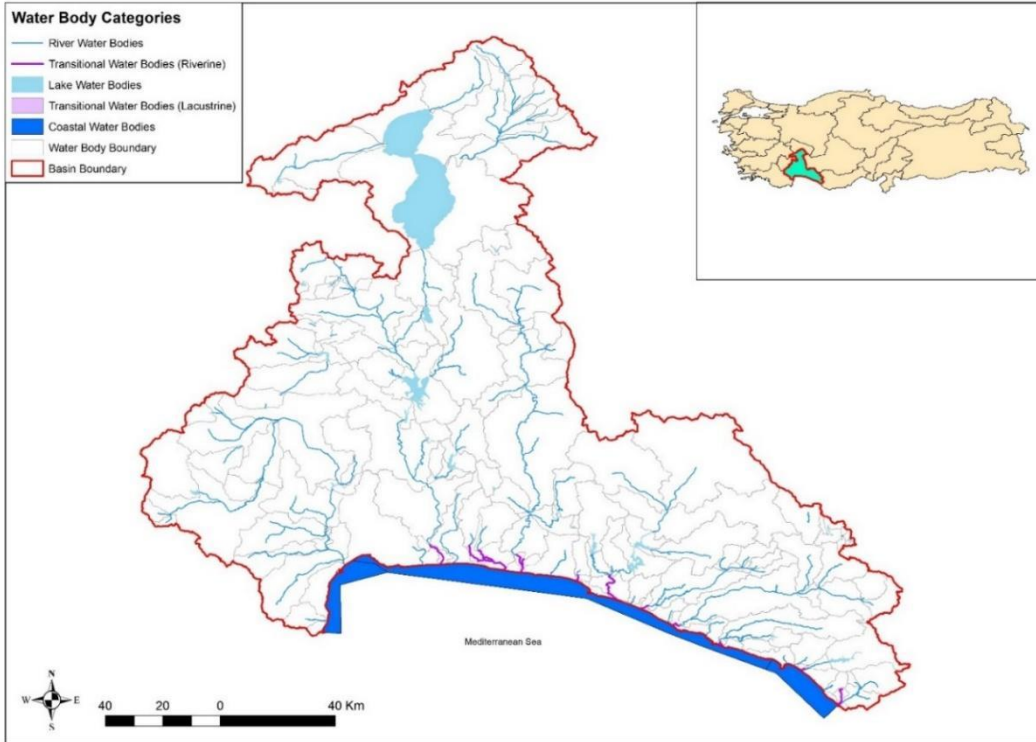 Water Body Categories
River Water Bodies
Transitional Water Bodies (Riverine)
Lake Water Bodies
Transitional Water Bodies (Lacustrine)
Coastal Water Bodies
Water Body Boundary
Basin Boundary
Mediterranean Sea
N
W E
S
40 20 0 40 Km